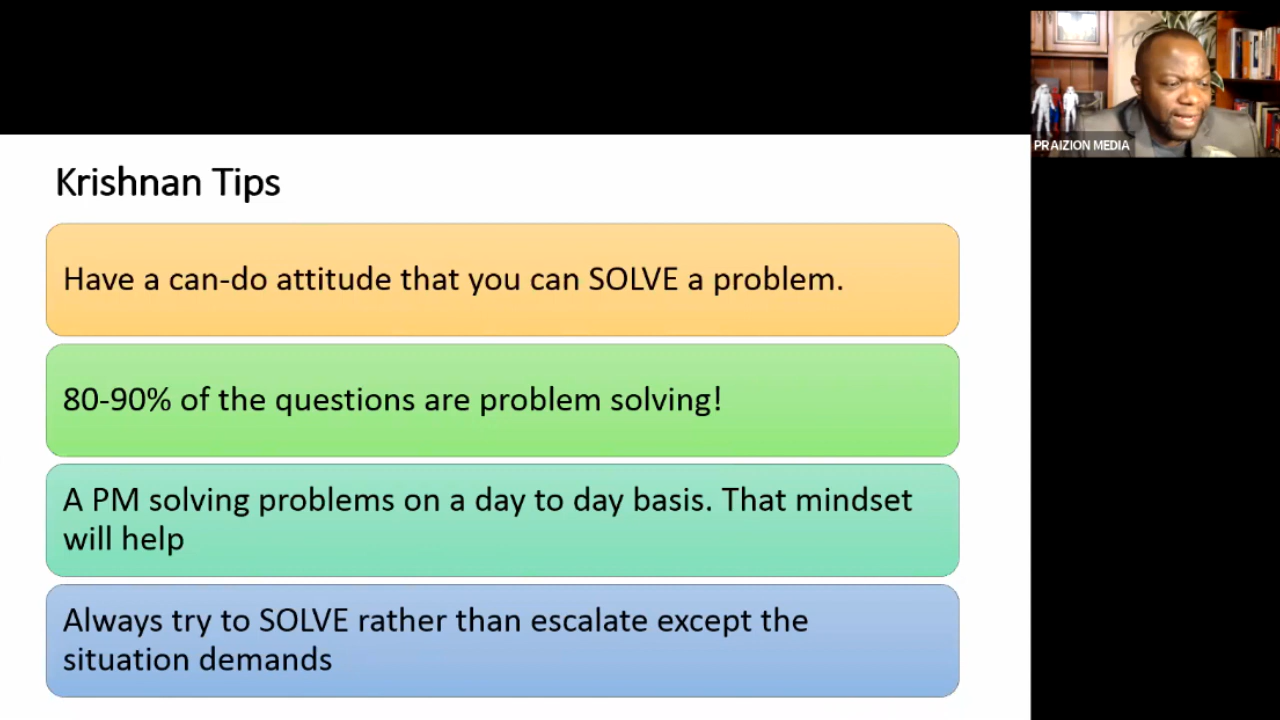 PRAIZION MEDIA
Krishnan Tips
Have a can-do attitude that you can SOLVE a problem.
80-90% of the questions are problem solving!
A PM solving problems on a day to day basis. That mindset
will help
Always try to SOLVE rather than escalate except the
situation demands